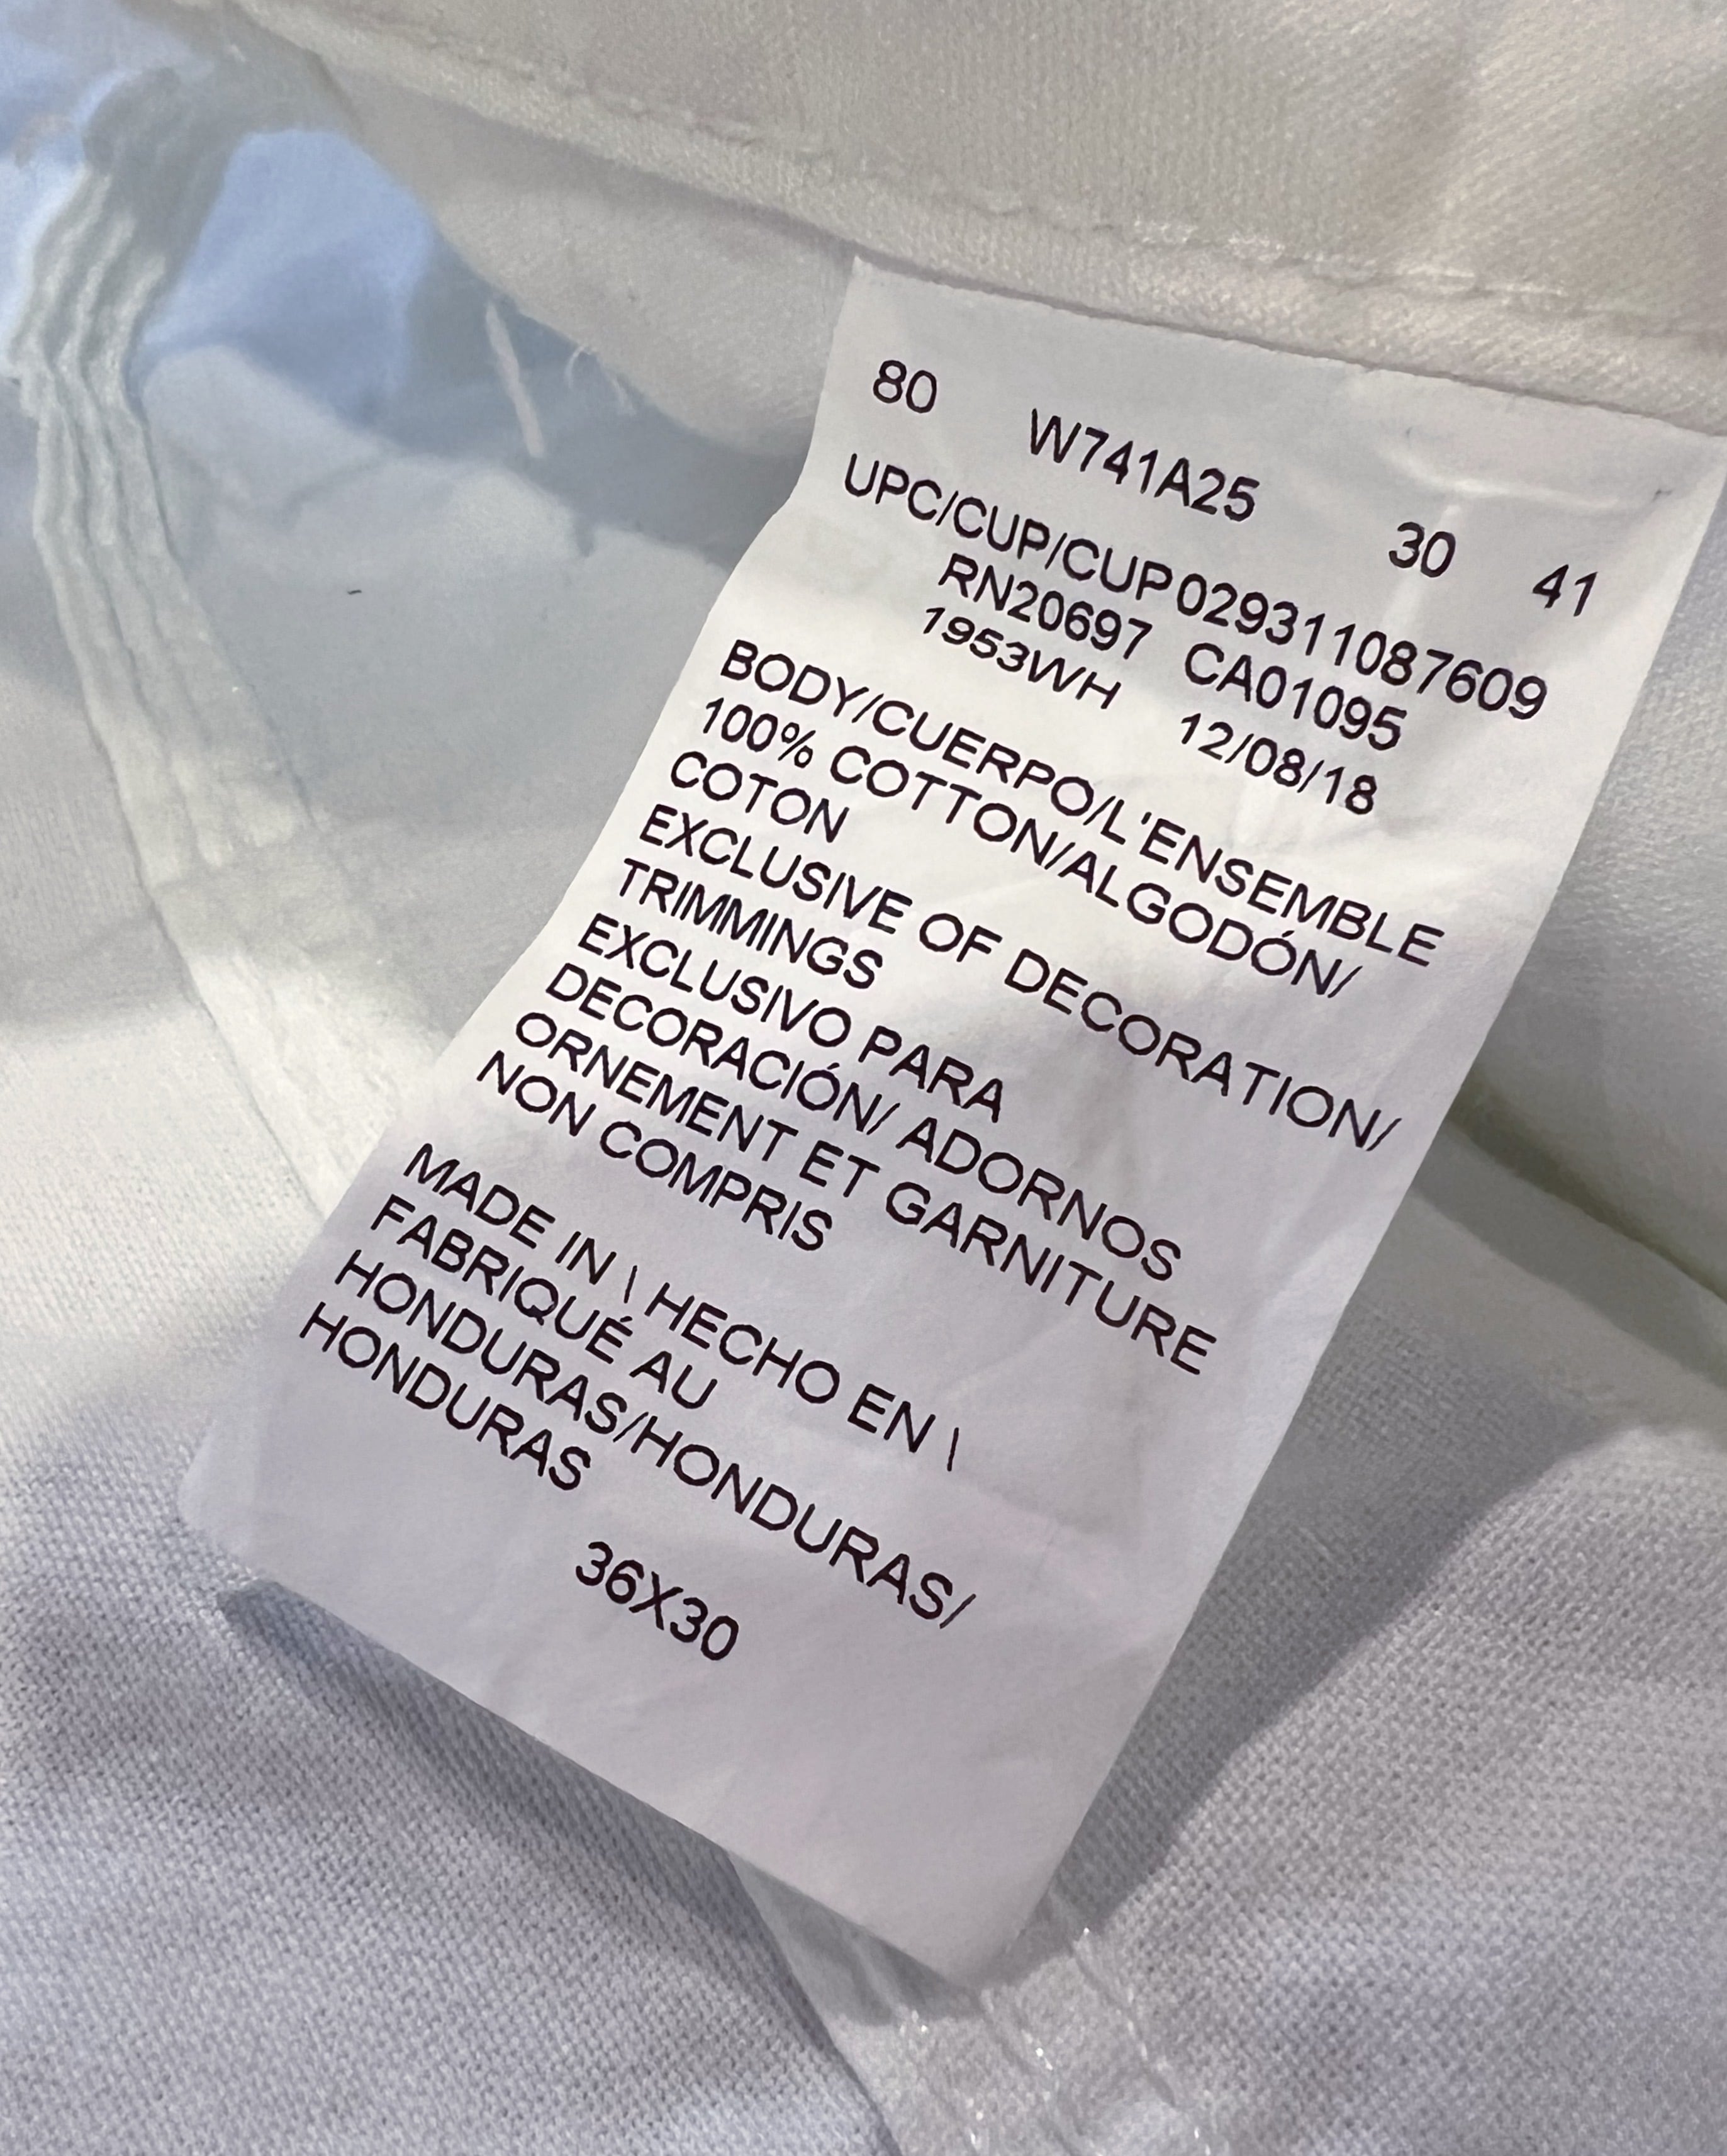 80 W741A25 30 41
UPC/CUP/CUP029311087609
RN20697 CA01095
1953WH 12/08/18
BODY/CUERPO/L'ENSEMBLE
100% COTTON/ALGODÓN/
COTON
EXCLUSIVE OF DECORATION/
TRIMMINGS
EXCLUSIVO PARA
DECORACIÓN/ ADORNOS
ORNEMENT ET GARNITURE
NON COMPRIS
MADE IN \ HECHO EN \
FABRIQUÉ AU
HONDURAS/HONDURAS/
HONDURAS
36X30